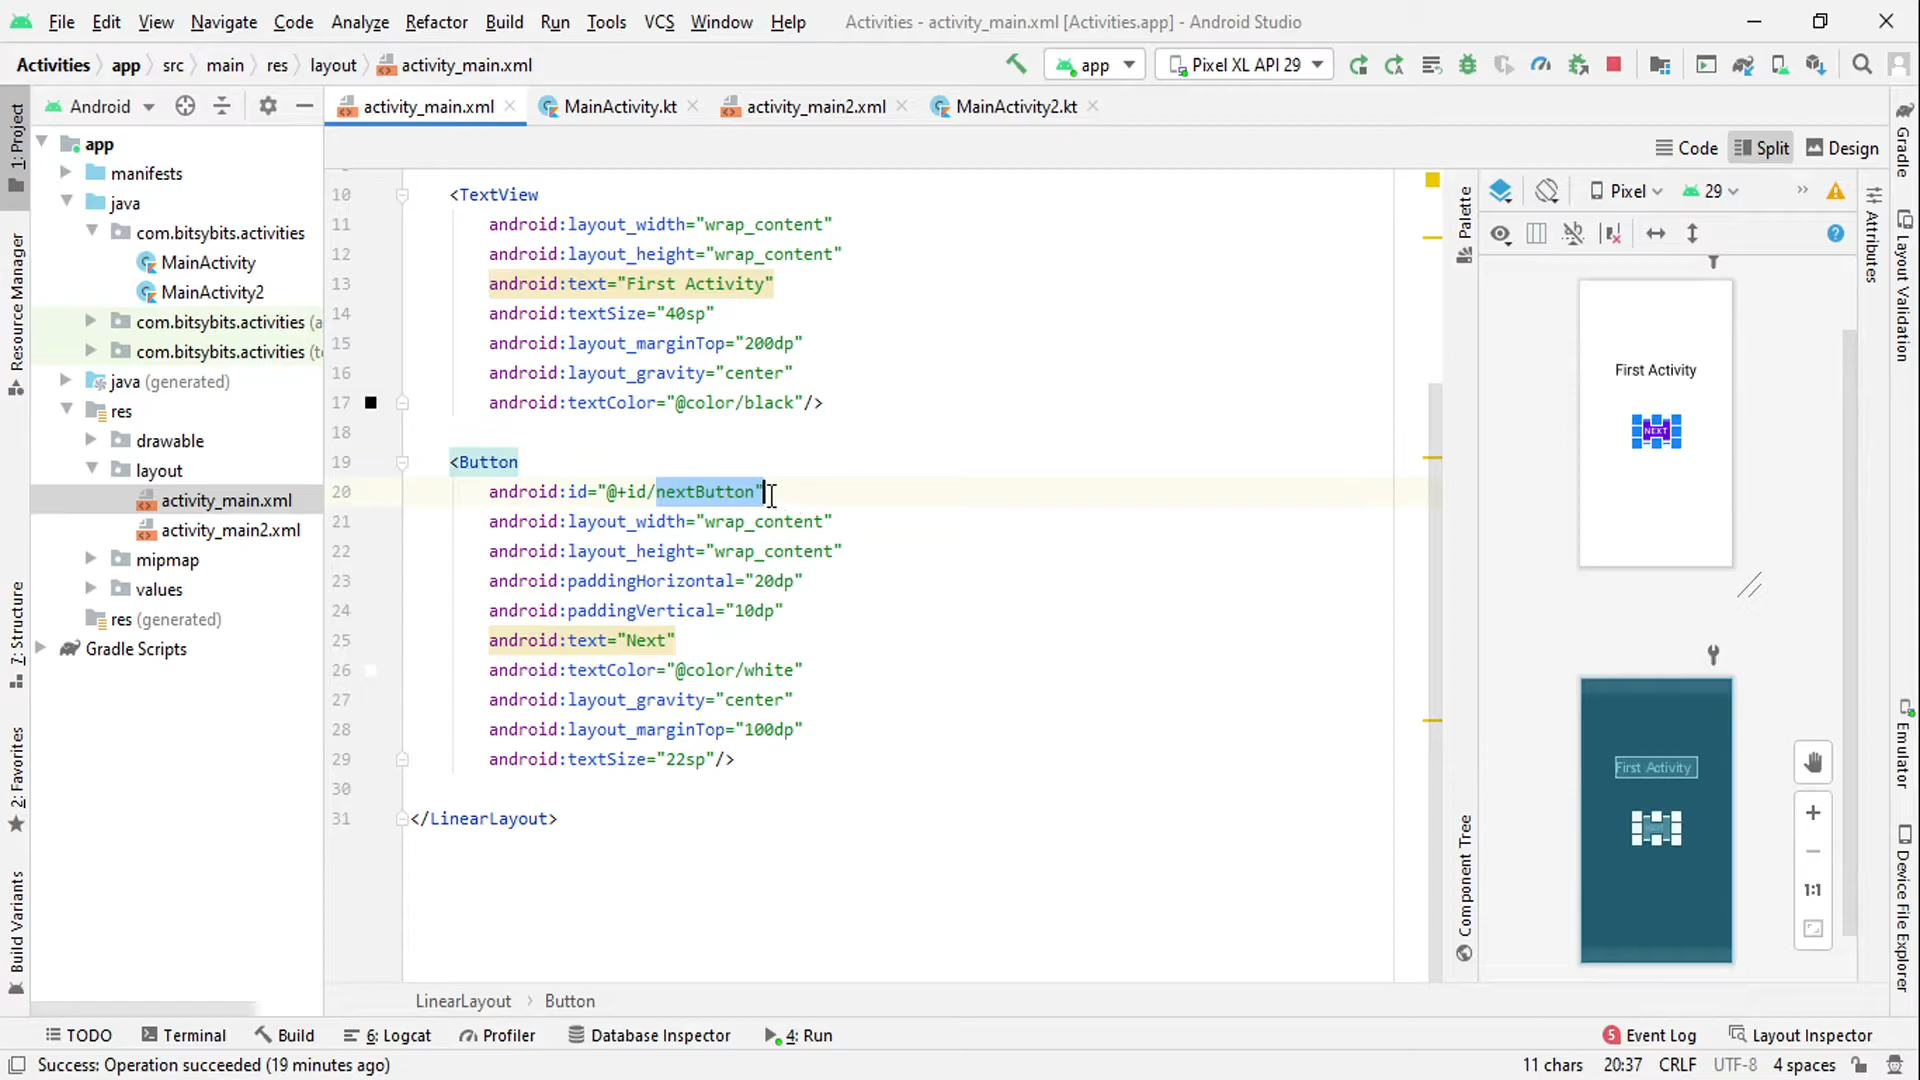 File Edit View Navigate Code Analyze Refactor Build Run Tools VCS Window Help Activities - activity_main.xml [Activities.app] - Android Studio
Activities app src main res layout activity_main.xml app Pixel XL API 29
Android activity_main.xml MainActivity.kt activity_main2.xml MainActivity2.kt
Code Split Design
1: Project
Resource Manager
7: Structure
2: Favorites
Build Variants
app
manifests
java
com.bitsybits.activities
MainActivity
MainActivity2
com.bitsybits.activities (a
com.bitsybits.activities (te
java (generated)
res
drawable
layout
activity_main.xml
activity_main2.xml
mipmap
values
res (generated)
Gradle Scripts
10 <TextView
11 android:layout_width="wrap_content"
12 android:layout_height="wrap_content"
13 android:text="First Activity"
14 android:textSize="40sp"
15 android:layout_marginTop="200dp"
16 android:layout_gravity="center"
17 android:textColor="@color/black"/>
18
19 <Button
20 android:id="@+id/nextButton"
21 android:layout_width="wrap_content"
22 android:layout_height="wrap_content"
23 android:paddingHorizontal="20dp"
24 android:paddingVertical="10dp"
25 android:text="Next"
26 android:textColor="@color/white"
27 android:layout_gravity="center"
28 android:layout_marginTop="100dp"
29 android:textSize="22sp"/>
30
31 </LinearLayout>
LinearLayout > Button
Palette
Component Tree
Pixel 29 »
First Activity
NEXT
First Activity
1:1
Attributes
Gradle
Layout Validation
Emulator
Device File Explorer
TODO Terminal Build 6: Logcat Profiler Database Inspector 4: Run 5 Event Log Layout Inspector
Success: Operation succeeded (19 minutes ago) 11 chars 20:37 CRLF UTF-8 4 spaces